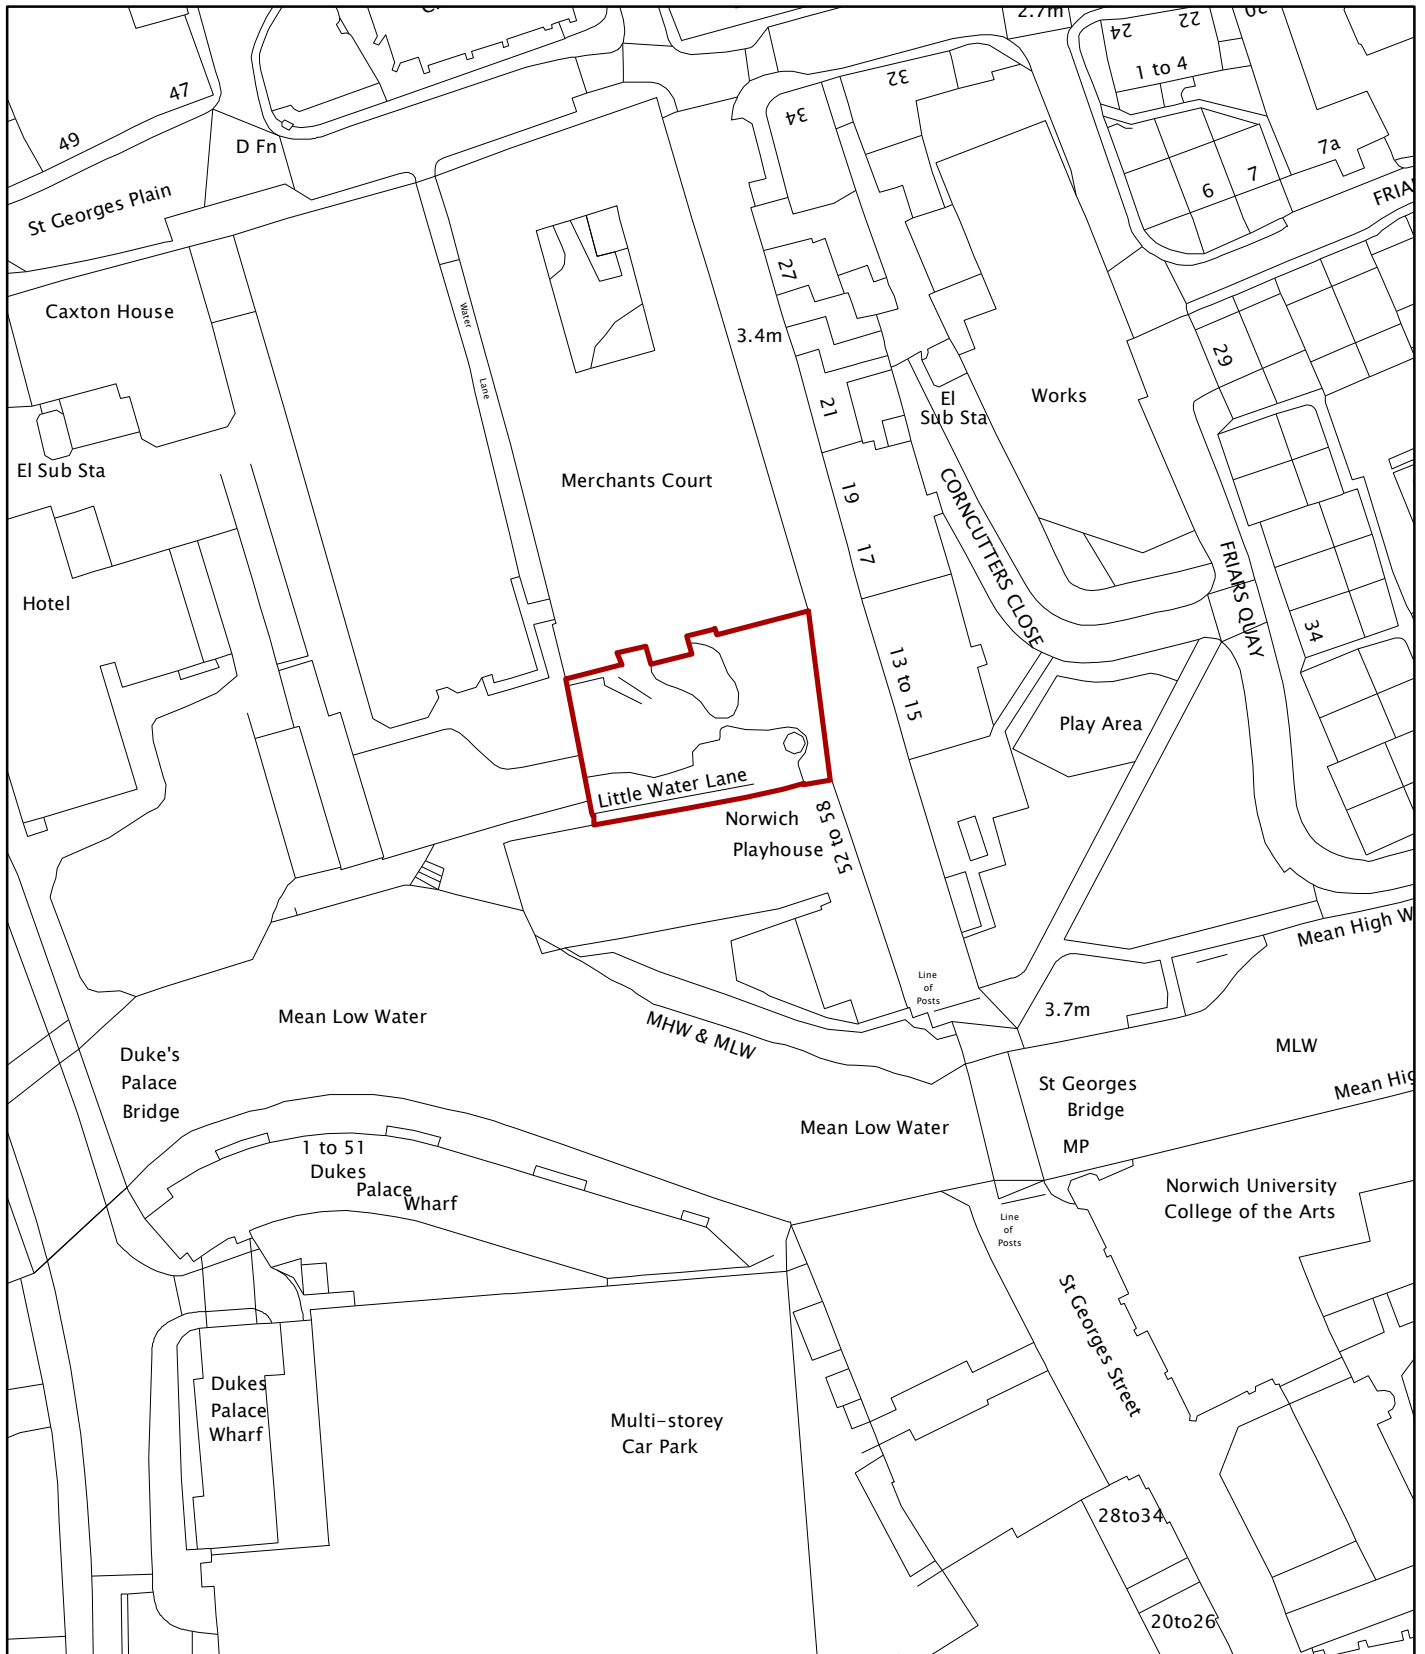 2.7m
24
22
20
1 to 4
47
49
D Fn
34
32
7a
6
7
St Georges Plain
27
Caxton House
Water
Lane
3.4m
29
21
El
Sub Sta
Works
El Sub Sta
Merchants Court
19
17
CORNCUTTERS CLOSE
FRIARS QUAY
Hotel
34
13 to 15
Play Area
Little Water Lane
Norwich
Playhouse
52 to 58
Mean High W
Line
of
Posts
3.7m
Mean Low Water
MHW & MLW
MLW
Duke's
Palace
Bridge
St Georges
Bridge
Mean Hig
Mean Low Water
MP
1 to 51
Dukes
Palace
Wharf
Norwich University
College of the Arts
Line
of
Posts
St Georges Street
Dukes
Palace
Wharf
Multi-storey
Car Park
28to34
20to26